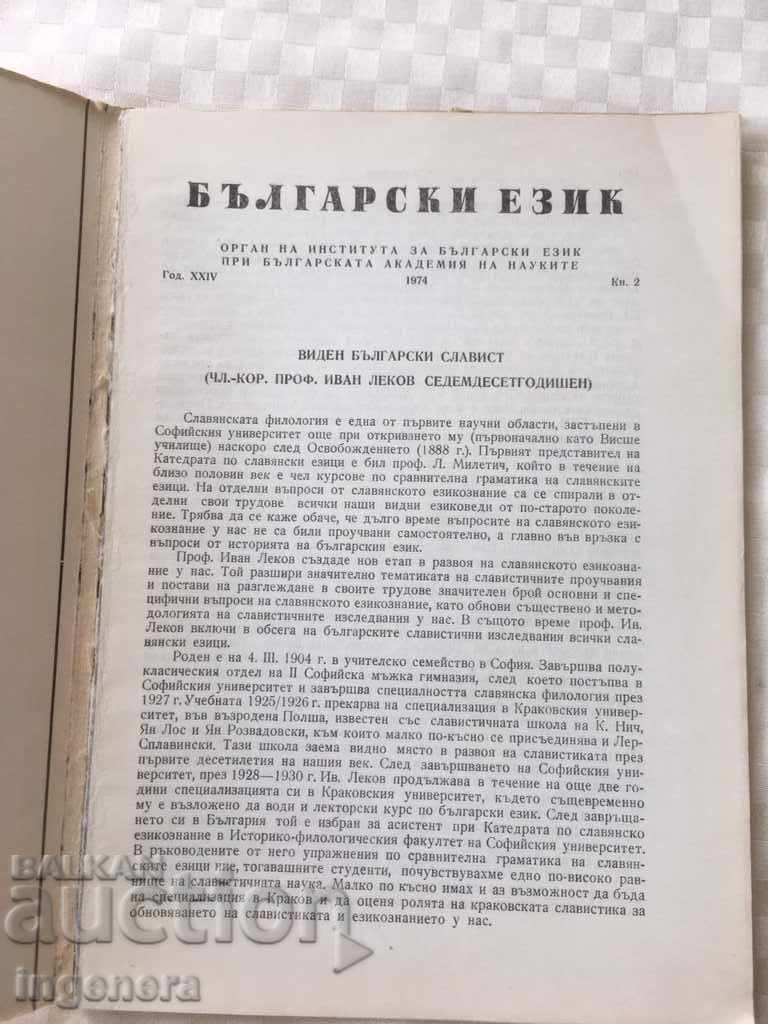 БЪЛГАРСКИ ЕЗИК
ОРГАН НА ИНСТИТУТА ЗА БЪЛГАРСКИ ЕЗИК
ПРИ БЪЛГАРСКАТА АКАДЕМИЯ НА НАУКИТЕ
Год. XXIV 1974 Кн. 2
ВИДЕН БЪЛГАРСКИ СЛАВИСТ
(ЧЛ.-КОР. ПРОФ. ИВАН ЛЕКОВ СЕДЕМДЕСЕТГОДИШЕН)
Славянската филология е една от първите научни области, застъпени в
Софийския университет още при откриването му (първоначално като Висше
училище) наскоро след Освобождението (1888 г.). Първият представител на
Катедрата по славянски езици е бил проф. Л. Милетич, който в течение на
близо половин век е чел курсове по сравнителна граматика на славянските
езици. На отделни въпроси от славянското езикознание са се спирали в от-
делни свои трудове всички наши видни езиковеди от по-старото поколе-
ние. Трябва да се каже обаче, че дълго време въпросите на славянското ези-
кознание у нас не са били проучвани самостоятелно, а главно във връзка с
въпроси от историята на българския език.
Проф. Иван Леков създаде нов етап в развоя на славянското езикозна-
ние у нас. Той разшири значително тематиката на славистичните проучвания
и постави на разглеждане в своите трудове значителен брой основни и спе-
цифични въпроси на славянското езикознание, като обнови съществено и мето-
дологията на славистичните изследвания у нас. В същото време проф. Ив.
Леков включи в обсега на българските славистични изследвания всички сла-
вянски езици.
Роден е на 4. III. 1904 г. в учителско семейство в София. Завършва полу-
класическия отдел на II Софийска мъжка гимназия, след което постъпва в
Софийския университет и завършва специалността славянска филология през
1927 г. Учебната 1925/1926 г. прекарва на специализация в Краковския универ-
ситет, във възродена Полша, известен със славистичната школа на К. Нич,
Ян Лос и Ян Розвадовски, към които малко по-късно се присъединява и Лер-
Сплавински. Тази школа заема видно място в развоя на славистиката през
първите десетилетия на нашия век. След завършването на Софийския уни-
верситет, през 1928—1930 г. Ив. Леков продължава в течение на още две го-
дини специализацията си в Краковския университет, където същевременно
му е възложено да води и лекторски курс по български език. След завръща-
нето си в България той е избран за асистент при Катедрата по славянско
езикознание в Историко-филологическия факултет на Софийския университет.
В ръководените от него упражнения по сравнителна граматика на славян-
ските езици ние, тогавашните студенти, почувствувахме едно по-високо рав-
нище на славистичната наука. Малко по късно имах и аз възможност да бъда
на специализация в Краков и да оценя ролята на краковската славистика за
обновяването на славистиката и езикознанието у нас.
BALKAN
auction
ingenera